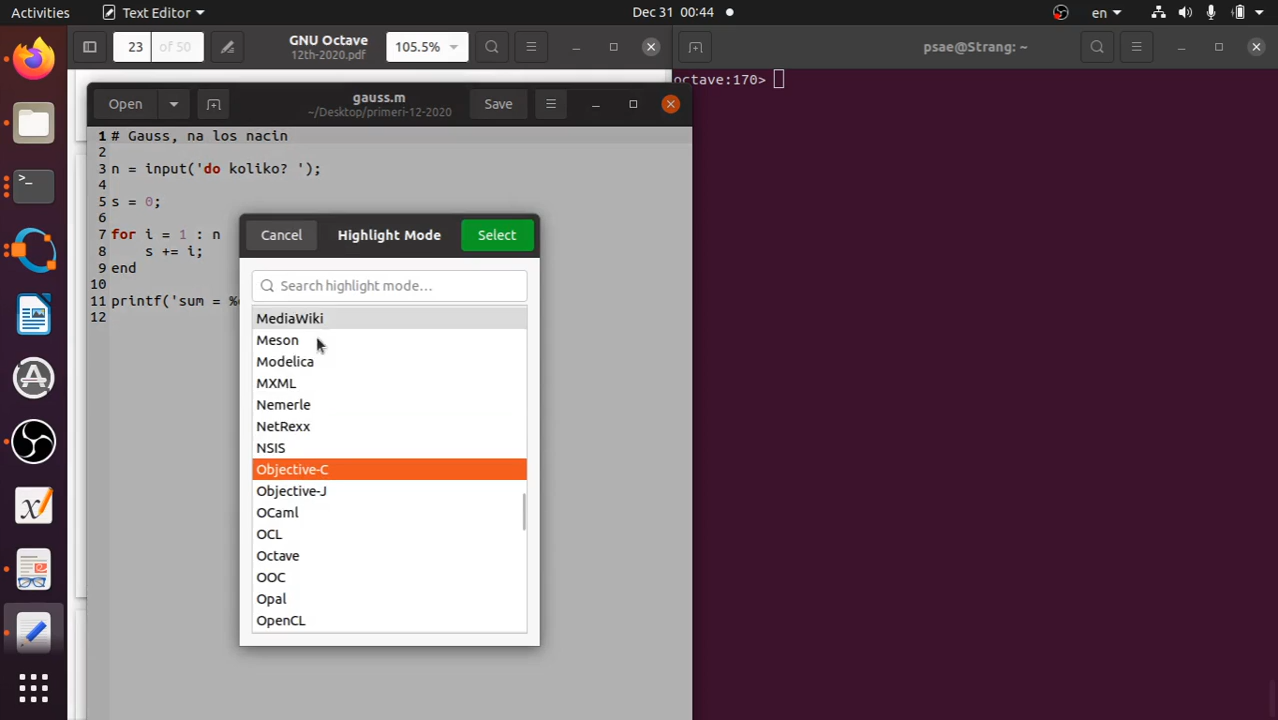 Activities
Text Editor
Dec 31 00:44
en
23 of 50
GNU Octave
12th-2020.pdf
105.5%
psae@Strang: ~
Open
gauss.m
~/Desktop/primeri-12-2020
Save
octave:170>
1 # Gauss, na los nacin
2
3 n = input('do koliko? ');
4
5 s = 0;
6
7 for i = 1 : n
8 s += i;
9 end
10
11 printf('sum = %
12
Cancel
Highlight Mode
Select
Search highlight mode...
MediaWiki
Meson
Modelica
MXML
Nemerle
NetRexx
NSIS
Objective-C
Objective-J
OCaml
OCL
Octave
OOC
Opal
OpenCL